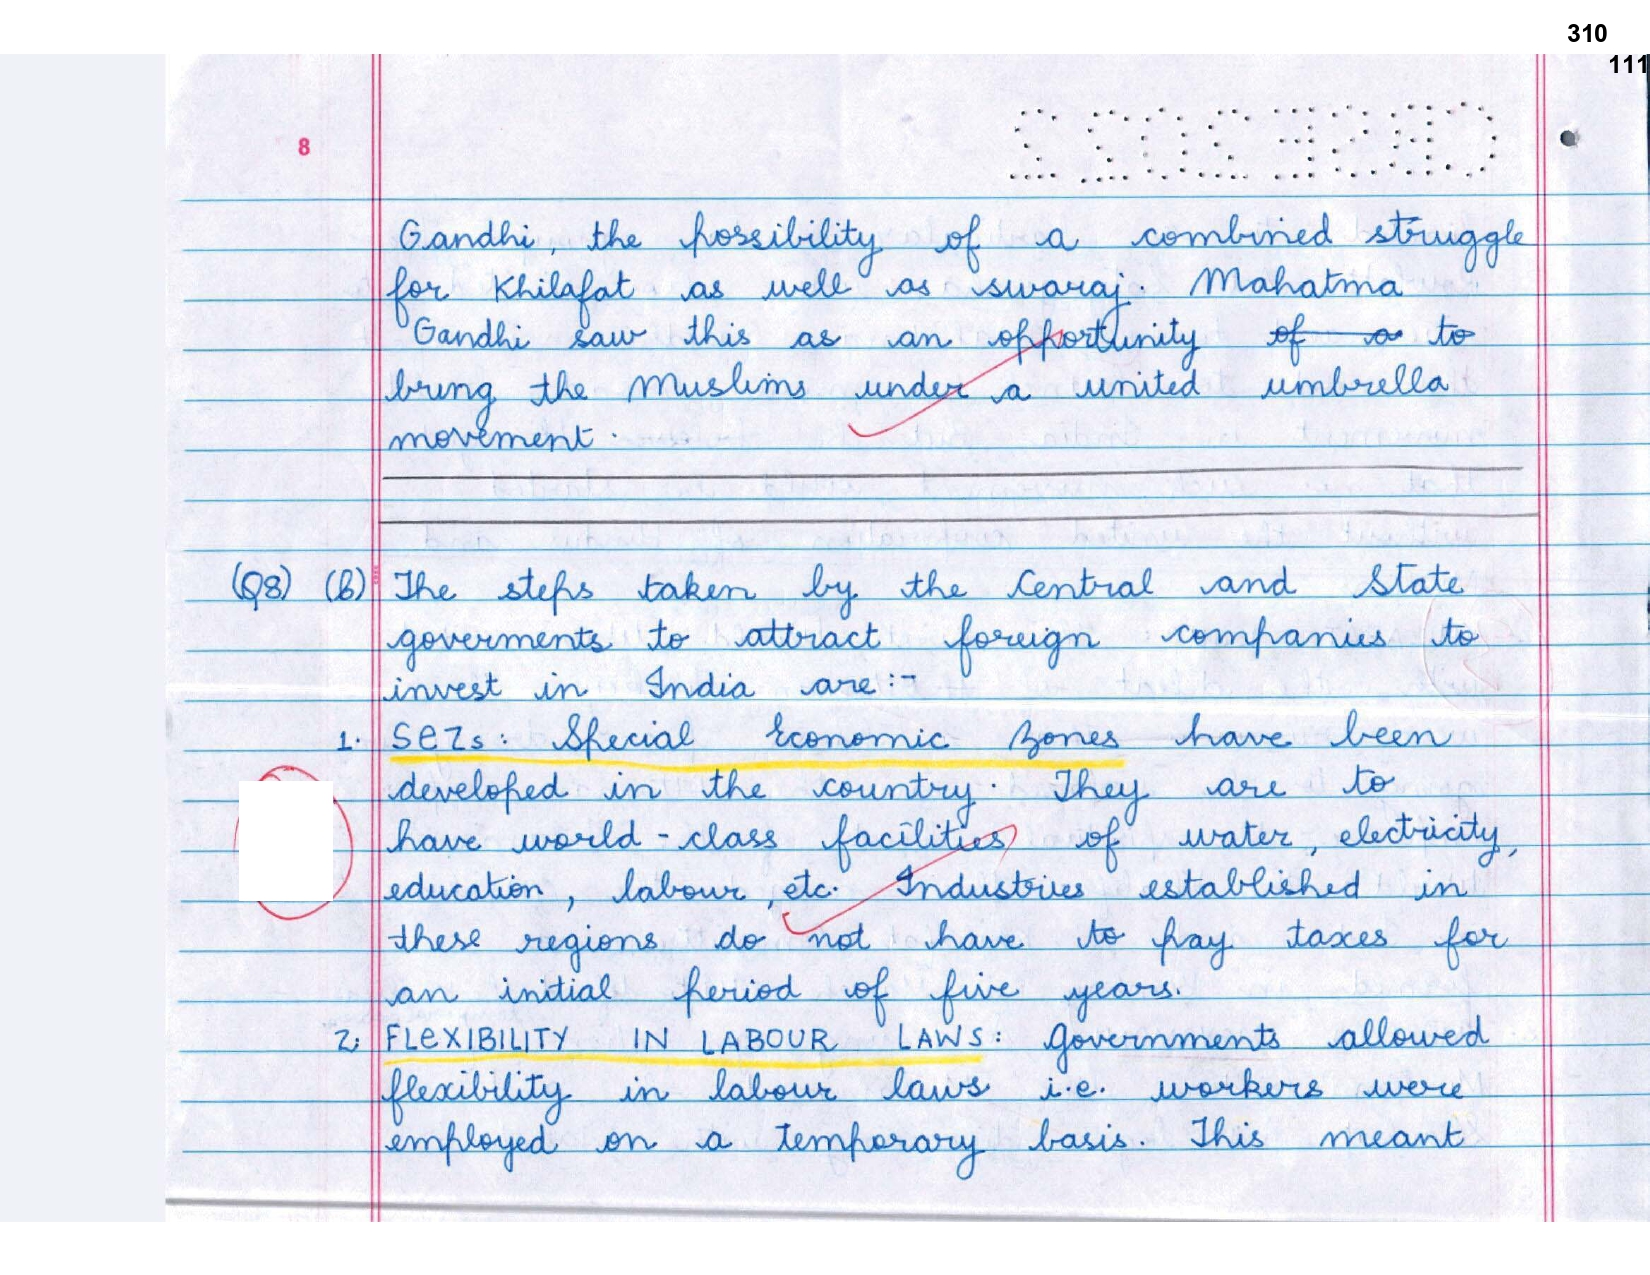 310
111
8
CBSE2022
Gandhi, the possibility of a combined struggle
for Khilafat as well as swaraj. Mahatma
Gandhi saw this as an opportunity of a to
bring the Muslims under a united umbrella
movement.
(Q8) (b) The steps taken by the Central and State
goverments to attract foreign companies to
invest in India are :-
1. SEZs : Special Economic Zones have been
developed in the country. They are to
have world-class facilities of water, electricity,
education, labour, etc. Industries established in
these regions do not have to pay taxes for
an initial period of five years.
2. FLEXIBILITY IN LABOUR LAWS : Governments allowed
flexibility in labour laws i.e. workers were
employed on a temporary basis. This meant